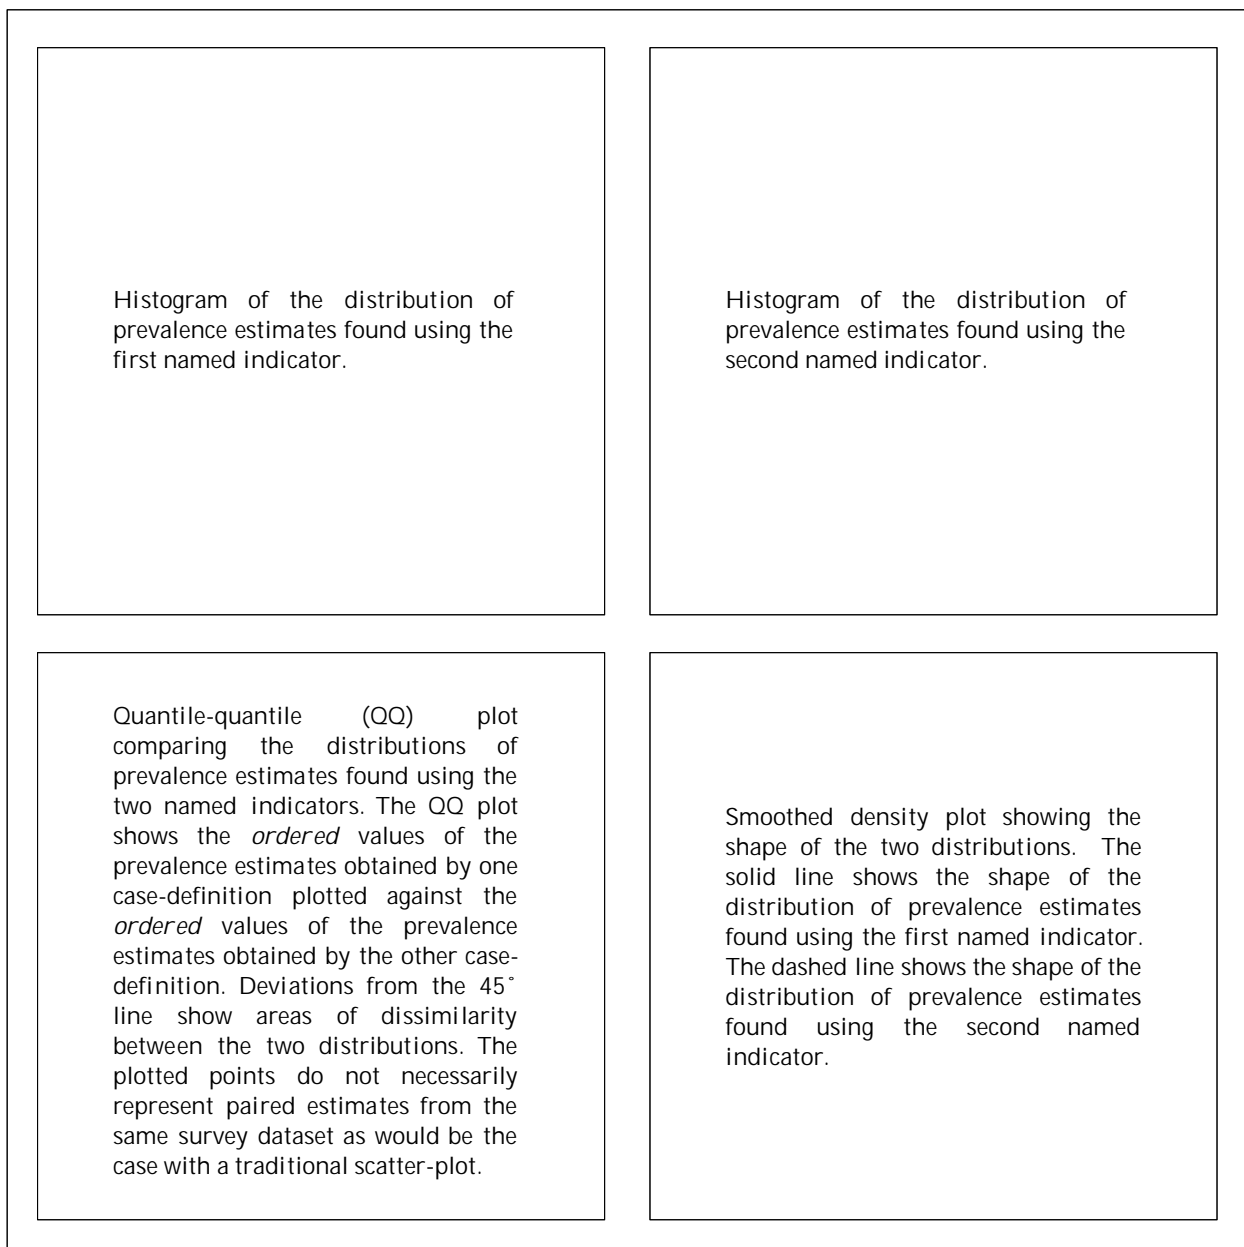 Histogram of the distribution of
prevalence estimates found using the
first named indicator.
Histogram of the distribution of
prevalence estimates found using the
second named indicator.
Quantile-quantile (QQ) plot
comparing the distributions of
prevalence estimates found using the
two named indicators. The QQ plot
shows the ordered values of the
prevalence estimates obtained by one
case-definition plotted against the
ordered values of the prevalence
estimates obtained by the other case-
definition. Deviations from the 45˚
line show areas of dissimilarity
between the two distributions. The
plotted points do not necessarily
represent paired estimates from the
same survey dataset as would be the
case with a traditional scatter-plot.
Smoothed density plot showing the
shape of the two distributions. The
solid line shows the shape of the
distribution of prevalence estimates
found using the first named indicator.
The dashed line shows the shape of the
distribution of prevalence estimates
found using the second named
indicator.